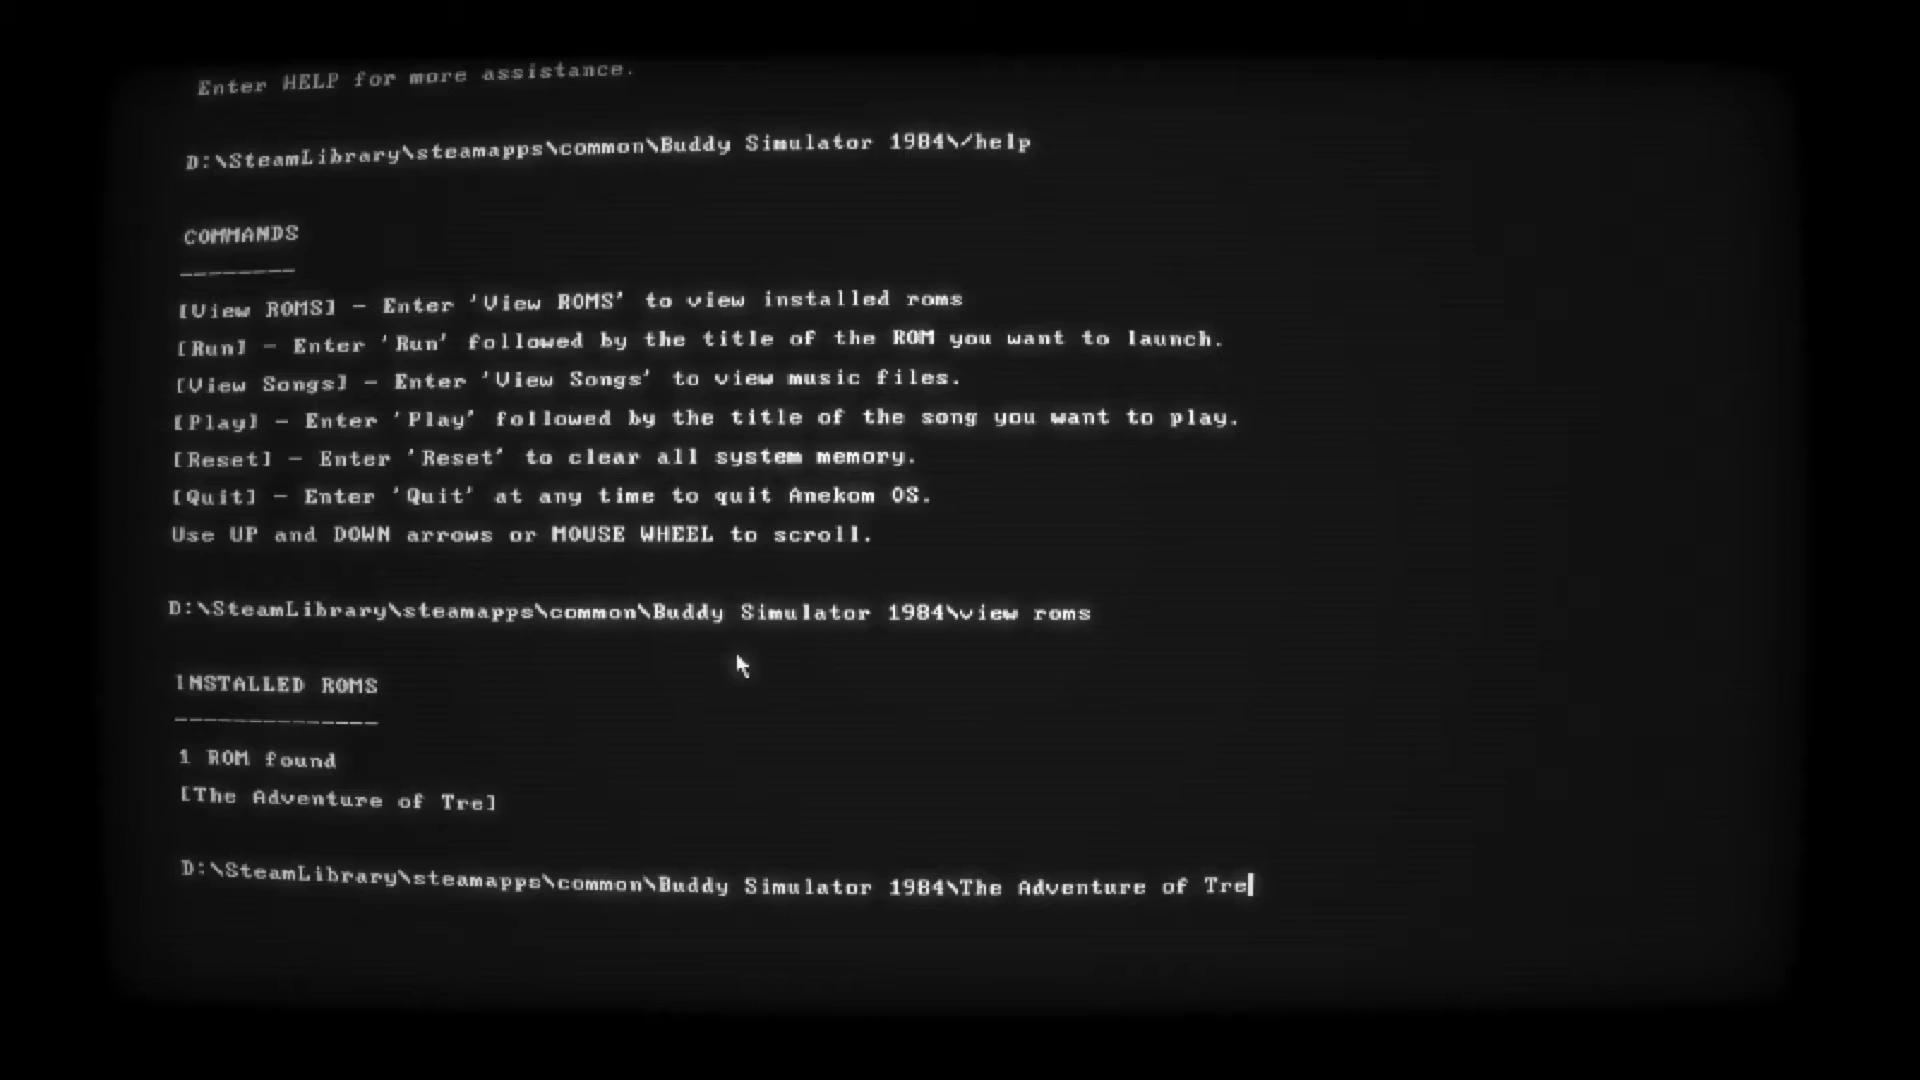 Enter HELP for more assistance.
D:\SteamLibrary\steamapps\common\Buddy Simulator 1984\/help
COMMANDS
--------
[View ROMS] - Enter 'View ROMS' to view installed roms
[Run] - Enter 'Run' followed by the title of the ROM you want to launch.
[View Songs] - Enter 'View Songs' to view music files.
[Play] - Enter 'Play' followed by the title of the song you want to play.
[Reset] - Enter 'Reset' to clear all system memory.
[Quit] - Enter 'Quit' at any time to quit Anekom OS.
Use UP and DOWN arrows or MOUSE WHEEL to scroll.
D:\SteamLibrary\steamapps\common\Buddy Simulator 1984\view roms
INSTALLED ROMS
--------------
1 ROM found
[The Adventure of Tre]
D:\SteamLibrary\steamapps\common\Buddy Simulator 1984\The Adventure of Tre